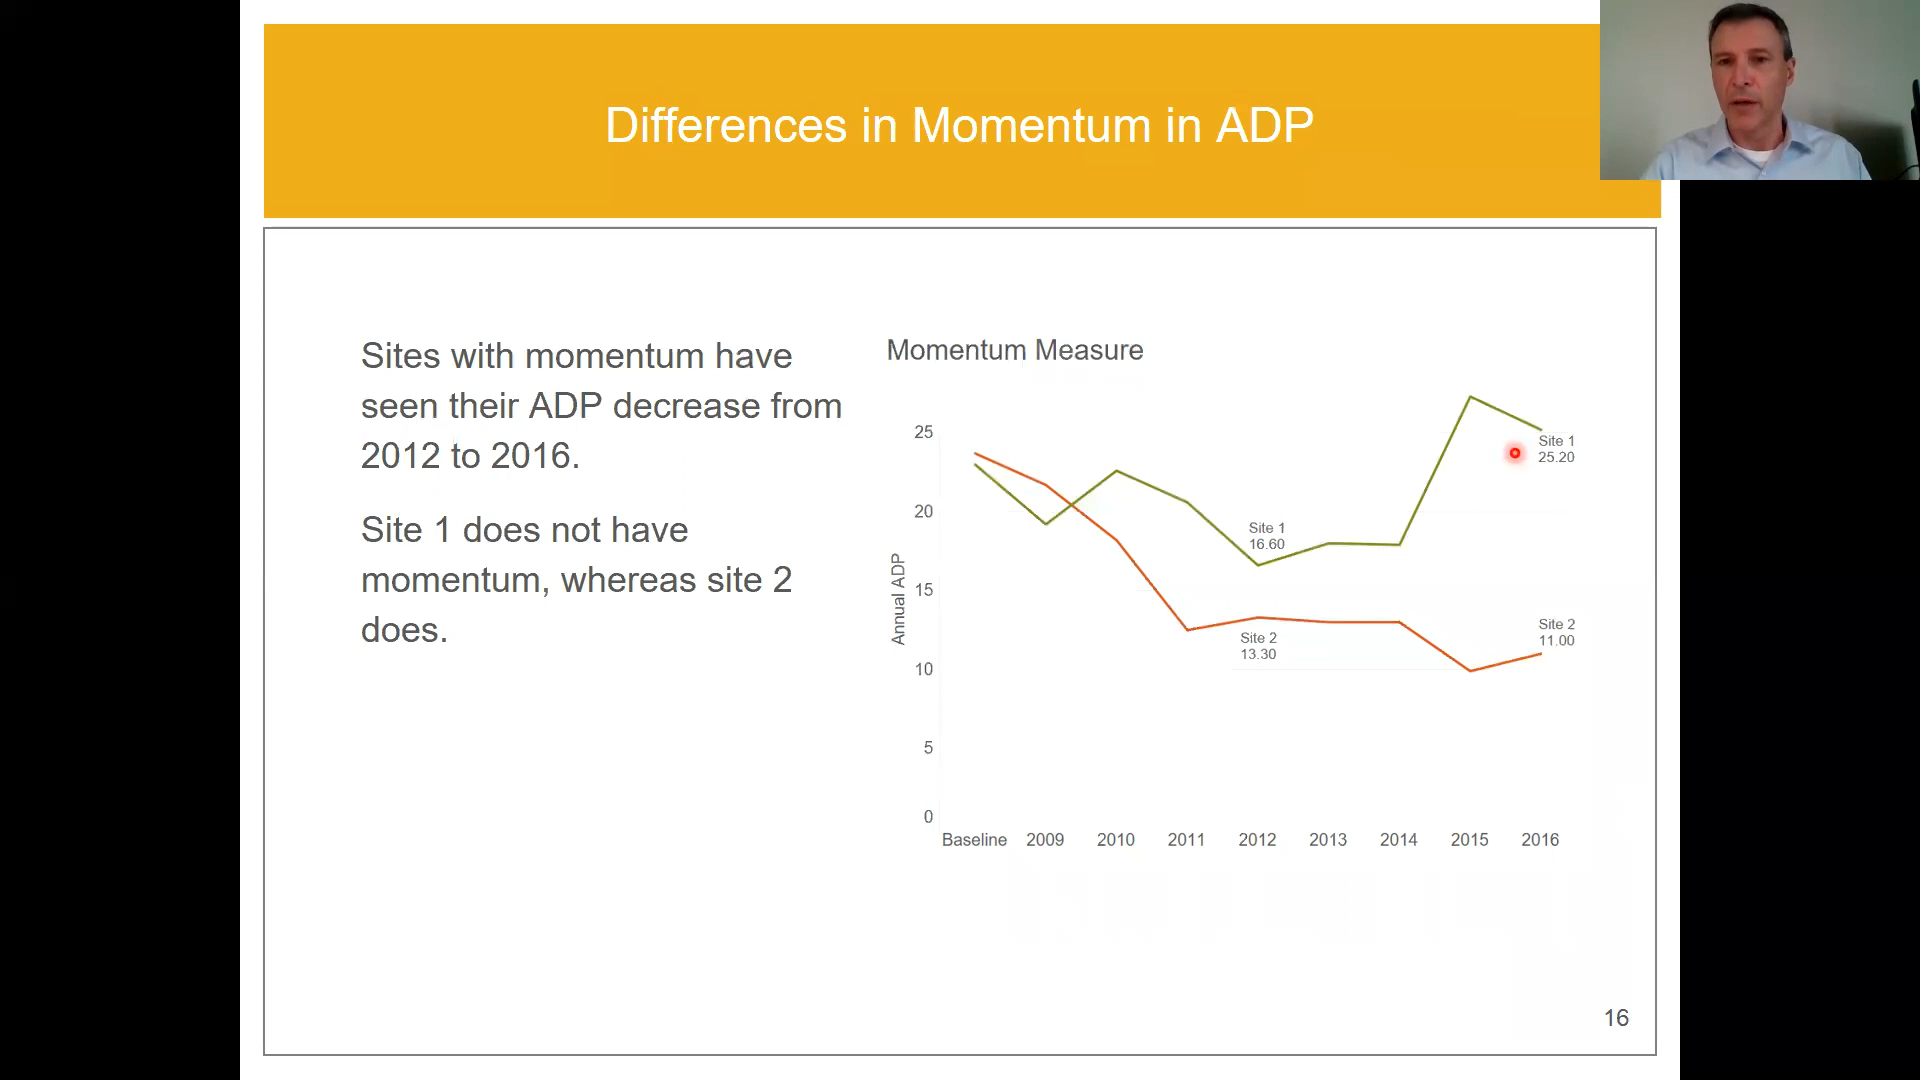 Differences in Momentum in ADP
Sites with momentum have
seen their ADP decrease from
2012 to 2016.
Site 1 does not have
momentum, whereas site 2
does.
Momentum Measure
Annual ADP
25
20
15
10
5
0
Site 1
25.20
Site 1
16.60
Site 2
11.00
Site 2
13.30
Baseline 2009 2010 2011 2012 2013 2014 2015 2016
16